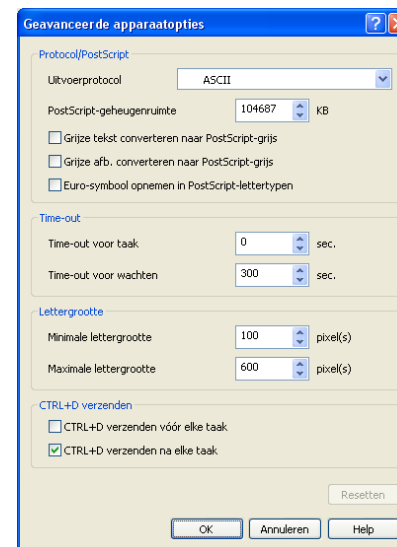 Geavanceerde apparaatopties
Protocol/PostScript
Uitvoerprotocol ASCII
PostScript-geheugenruimte 104687 KB
Grijze tekst converteren naar PostScript-grijs
Grijze afb. converteren naar PostScript-grijs
Euro-symbool opnemen in PostScript-lettertypen
Time-out
Time-out voor taak 0 sec.
Time-out voor wachten 300 sec.
Lettergrootte
Minimale lettergrootte 100 pixel(s)
Maximale lettergrootte 600 pixel(s)
CTRL+D verzenden
CTRL+D verzenden vóór elke taak
CTRL+D verzenden na elke taak
Resetten
OK Annuleren Help